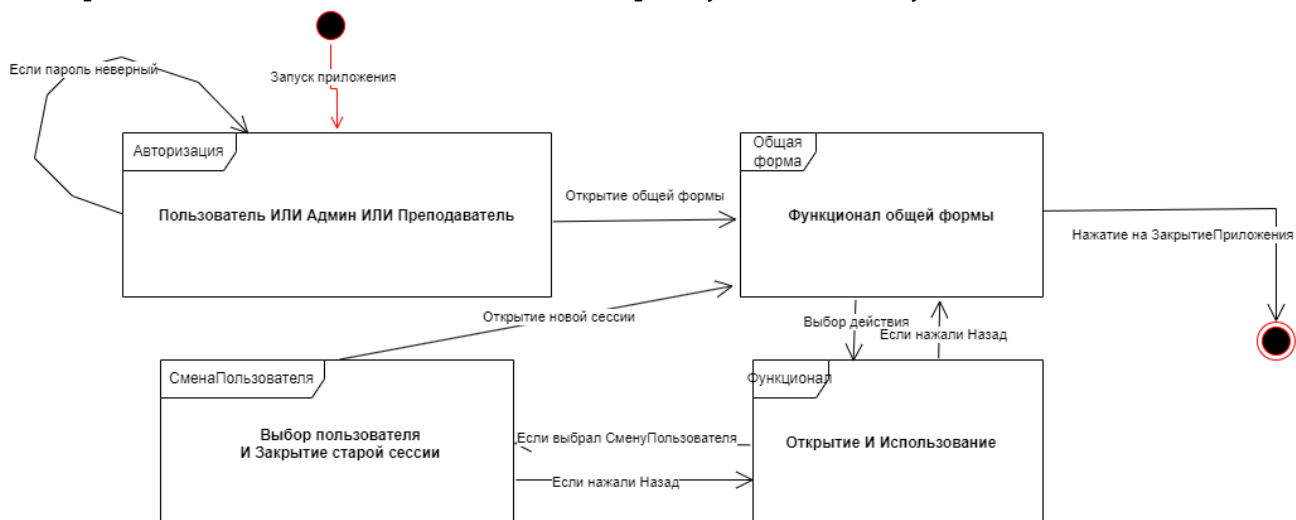 Если пароль неверный
Запуск приложения
Авторизация
Пользователь ИЛИ Админ ИЛИ Преподаватель
Открытие общей формы
Общая
форма
Функционал общей формы
Нажатие на ЗакрытиеПриложения
Открытие новой сессии
Выбор действия
Если нажали Назад
СменаПользователя
Выбор пользователя
И Закрытие старой сессии
Если выбрал СменуПользователя
Если нажали Назад
Функционал
Открытие И Использование